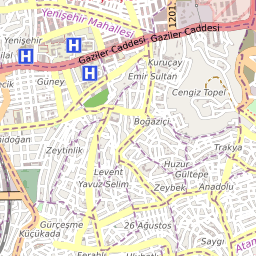 Yenişehir Mahallesi
1201
Yenişehir
H
H
H
Gaziler Caddesi
Gaziler Caddesi
Kuruçay
Emir Sultan
Güney
Cengiz Topel
Boğaziçi
Zeytinlik
Trakya
Huzur
Levent
Gültepe
Yavuz Selim
Zeybek
Anadolu
Gürçeşme
26 Ağustos
Küçükada
Saygı